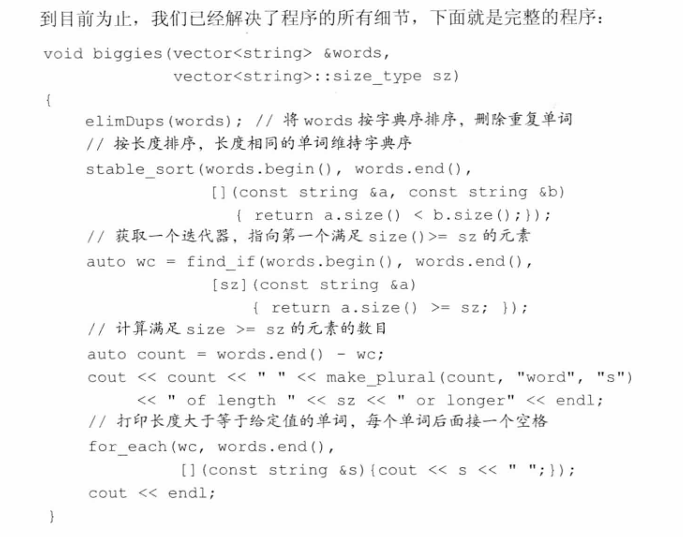 到目前为止，我们已经解决了程序的所有细节，下面就是完整的程序：
void biggies(vector<string> &words,
             vector<string>::size_type sz)
{
    elimDups(words); // 将 words 按字典序排序，删除重复单词
    // 按长度排序，长度相同的单词维持字典序
    stable_sort(words.begin(), words.end(),
                [](const string &a, const string &b)
                  { return a.size() < b.size();});
    // 获取一个迭代器，指向第一个满足 size()>= sz 的元素
    auto wc = find_if(words.begin(), words.end(),
                [sz](const string &a)
                    { return a.size() >= sz; });
    // 计算满足 size >= sz 的元素的数目
    auto count = words.end() - wc;
    cout << count << " " << make_plural(count, "word", "s")
         << " of length " << sz << " or longer" << endl;
    // 打印长度大于等于给定值的单词，每个单词后面接一个空格
    for_each(wc, words.end(),
             [](const string &s){cout << s << " ";});
    cout << endl;
}